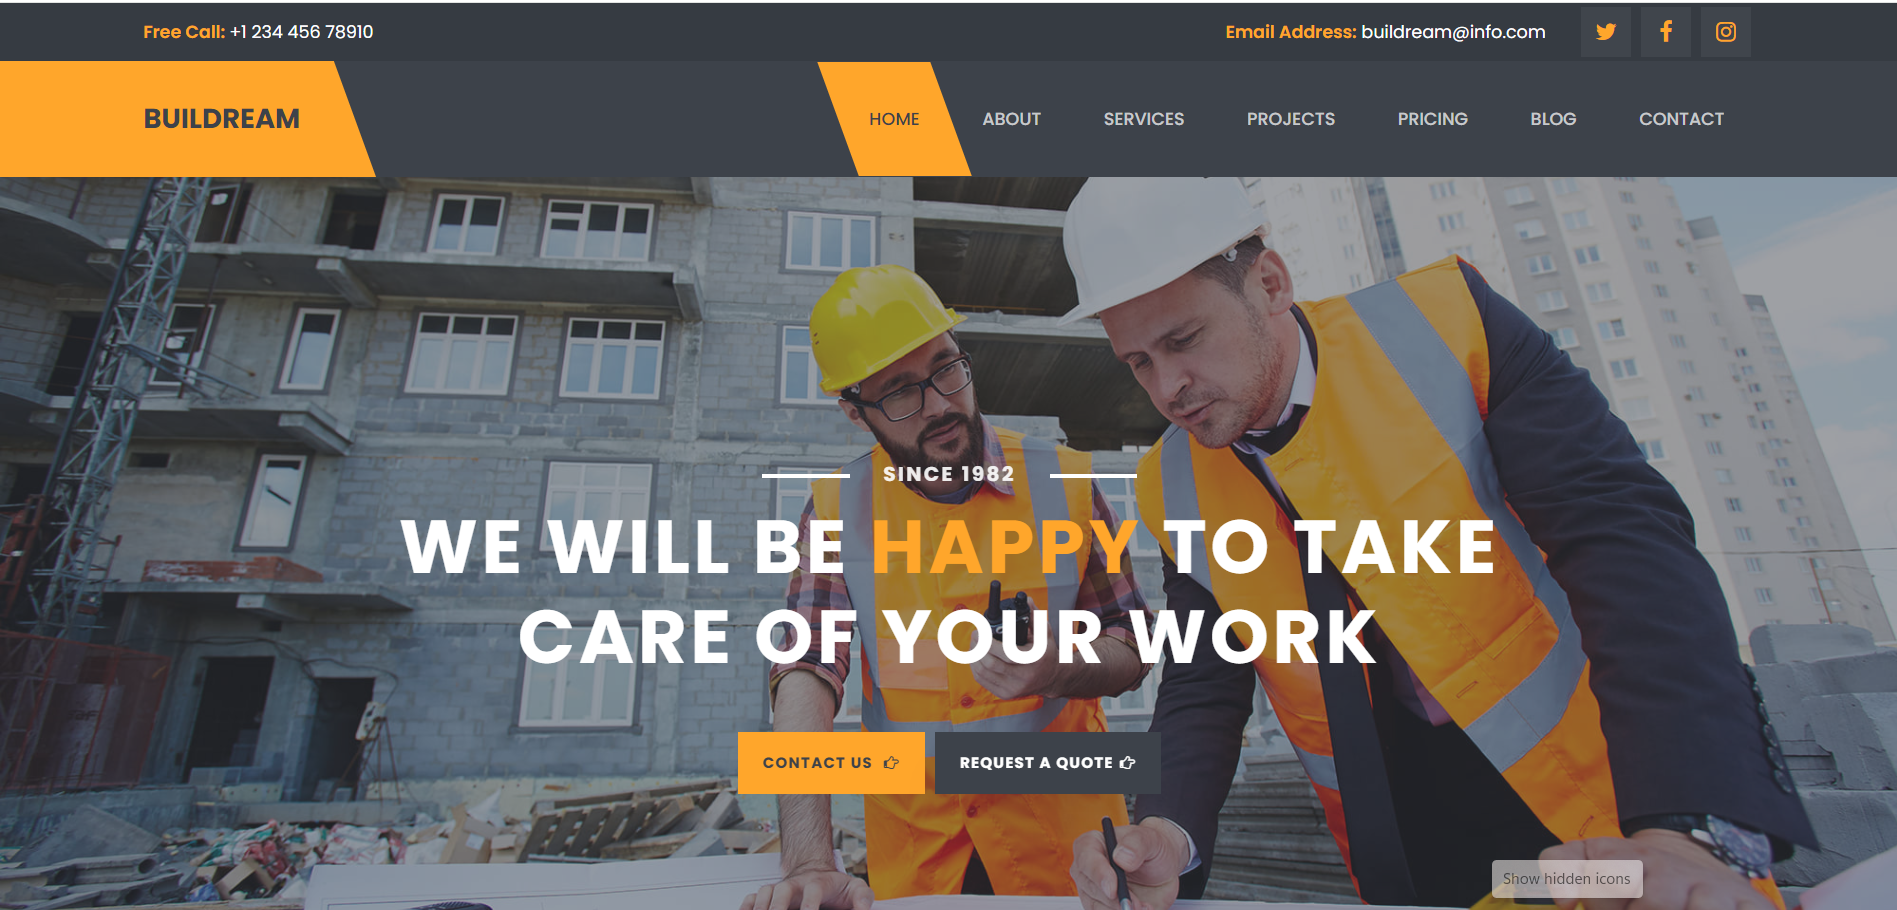 Free Call: +1 234 456 78910
Email Address: buildream@info.com
BUILDREAM
HOME
ABOUT
SERVICES
PROJECTS
PRICING
BLOG
CONTACT
SINCE 1982
WE WILL BE HAPPY TO TAKE
CARE OF YOUR WORK
CONTACT US
REQUEST A QUOTE
Show hidden icons